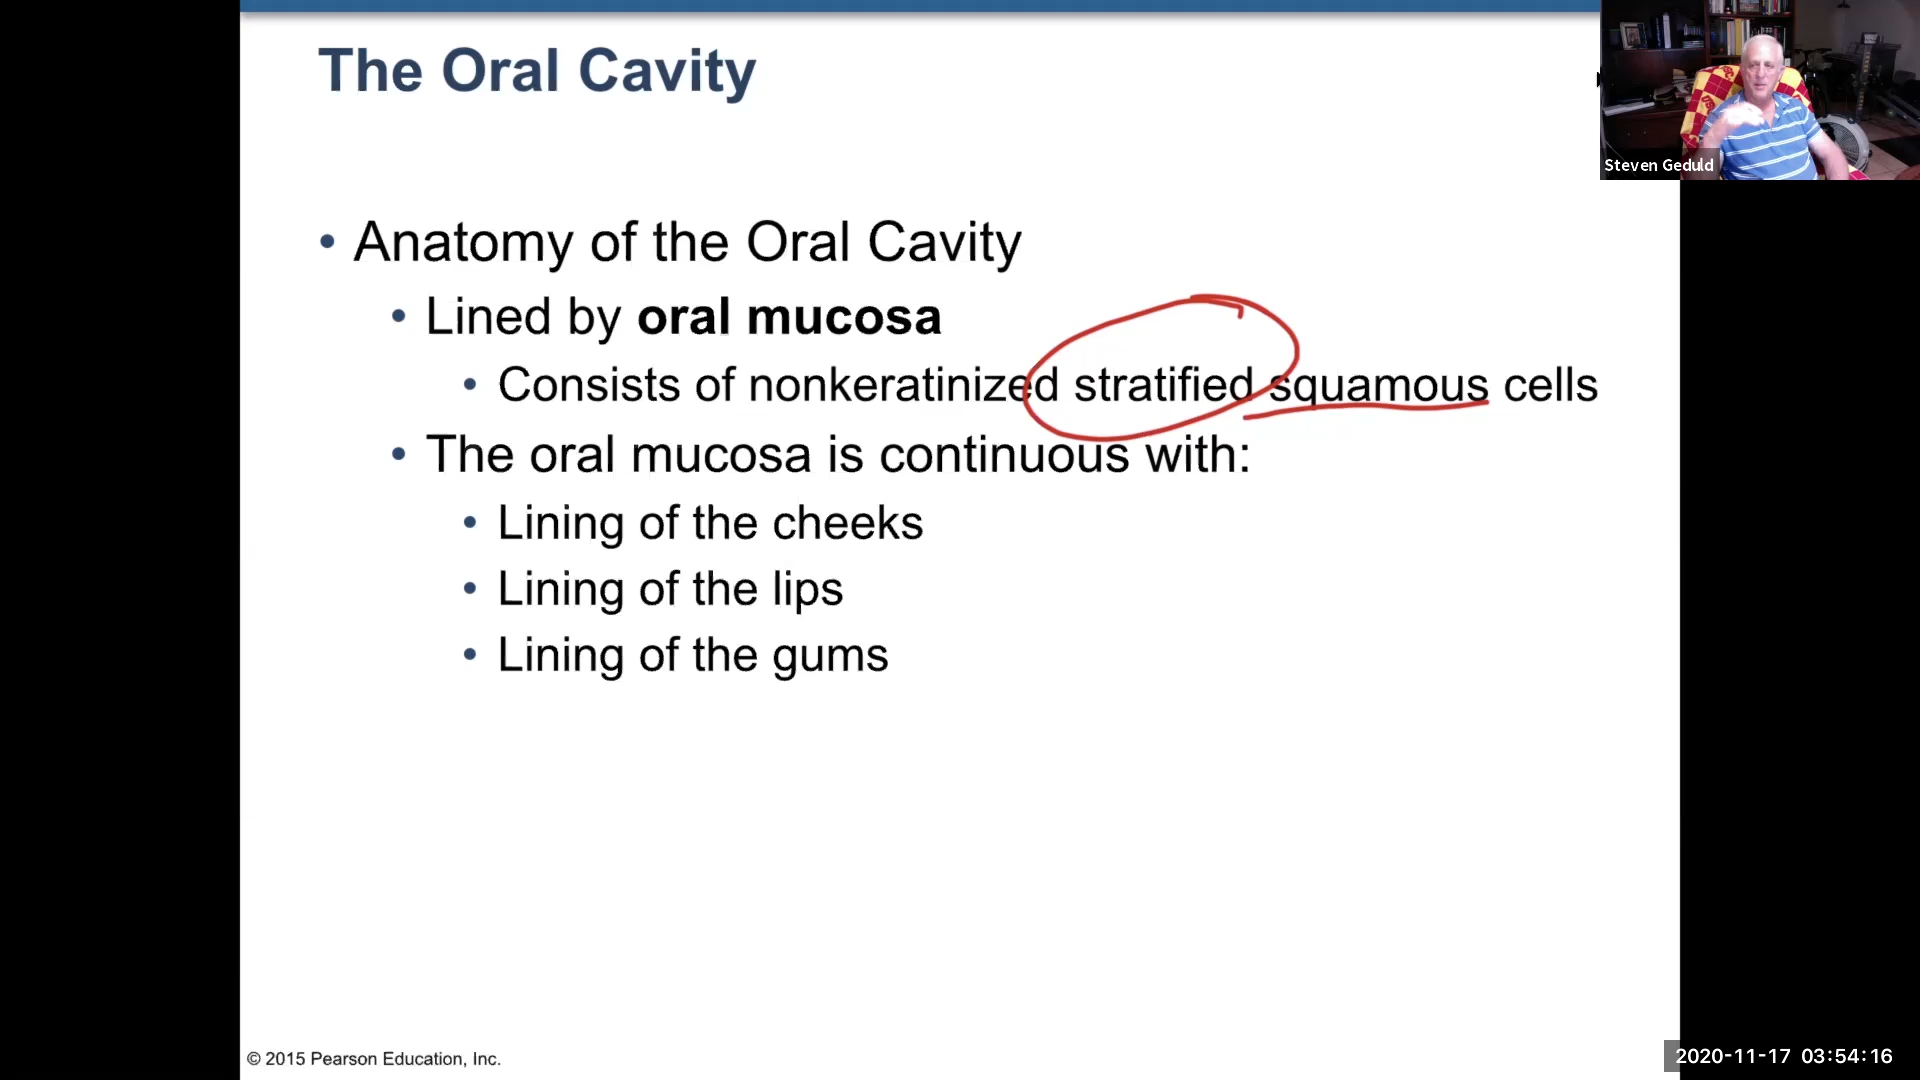 The Oral Cavity
Steven Geduld
• Anatomy of the Oral Cavity
• Lined by oral mucosa
• Consists of nonkeratinized stratified squamous cells
• The oral mucosa is continuous with:
• Lining of the cheeks
• Lining of the lips
• Lining of the gums
© 2015 Pearson Education, Inc.
2020-11-17 03:54:16